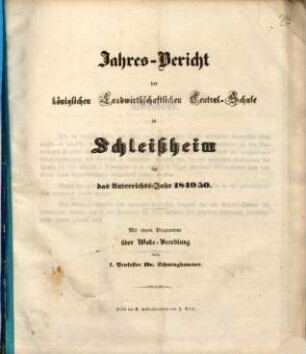 Jahres-Bericht
der
königlichen Landwirthschaftlichen Central-Schule
zu
Schleißheim
für
das Unterrichts-Jahr 1849/50.
Mit einem Programme
über Wolle-Veredlung
vom
k. Professor Dr.